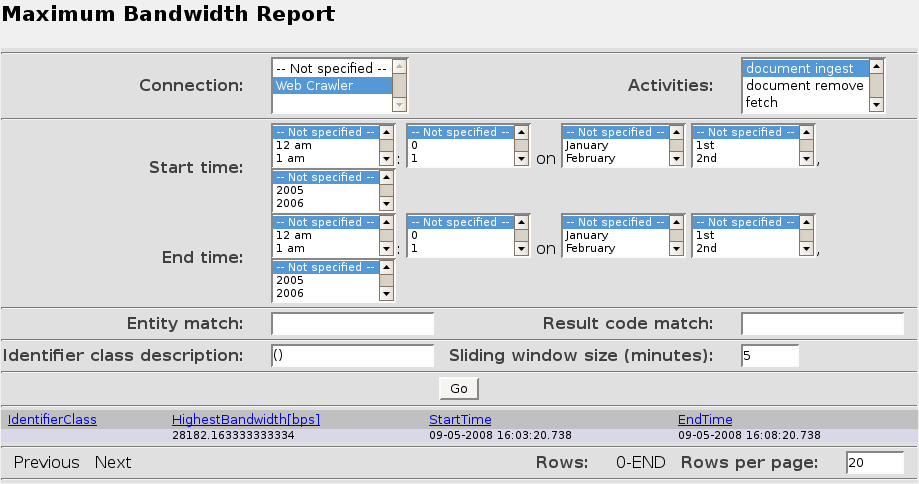 Maximum Bandwidth Report
Connection: -- Not specified -- Web Crawler Activities: document ingest document remove fetch
Start time: -- Not specified -- 12 am 1 am : -- Not specified -- 0 1 on -- Not specified -- January February -- Not specified -- 1st 2nd ,
-- Not specified -- 2005 2006
End time: -- Not specified -- 12 am 1 am : -- Not specified -- 0 1 on -- Not specified -- January February -- Not specified -- 1st 2nd ,
-- Not specified -- 2005 2006
Entity match: Result code match:
Identifier class description: () Sliding window size (minutes): 5
Go
IdentifierClass HighestBandwidth[bps] StartTime EndTime
28182.163333333334 09-05-2008 16:03:20.738 09-05-2008 16:08:20.738
Previous Next Rows: 0-END Rows per page: 20